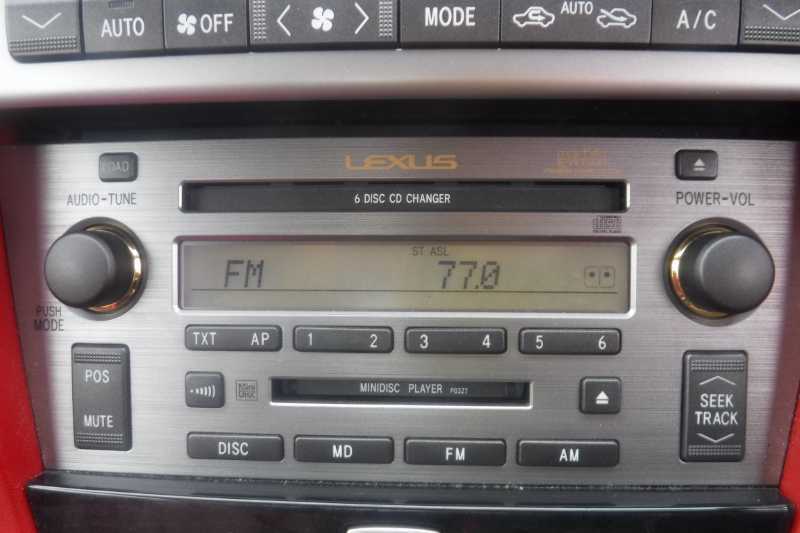 AUTO OFF MODE AUTO A/C
LOAD LEXUS
AUDIO-TUNE 6 DISC CD CHANGER POWER-VOL
ST ASL
FM 77.0
PUSH
MODE
TXT AP 1 2 3 4 5 6
POS MINIDISC PLAYER P6327
MUTE Mini SEEK
TRACK
DISC MD FM AM